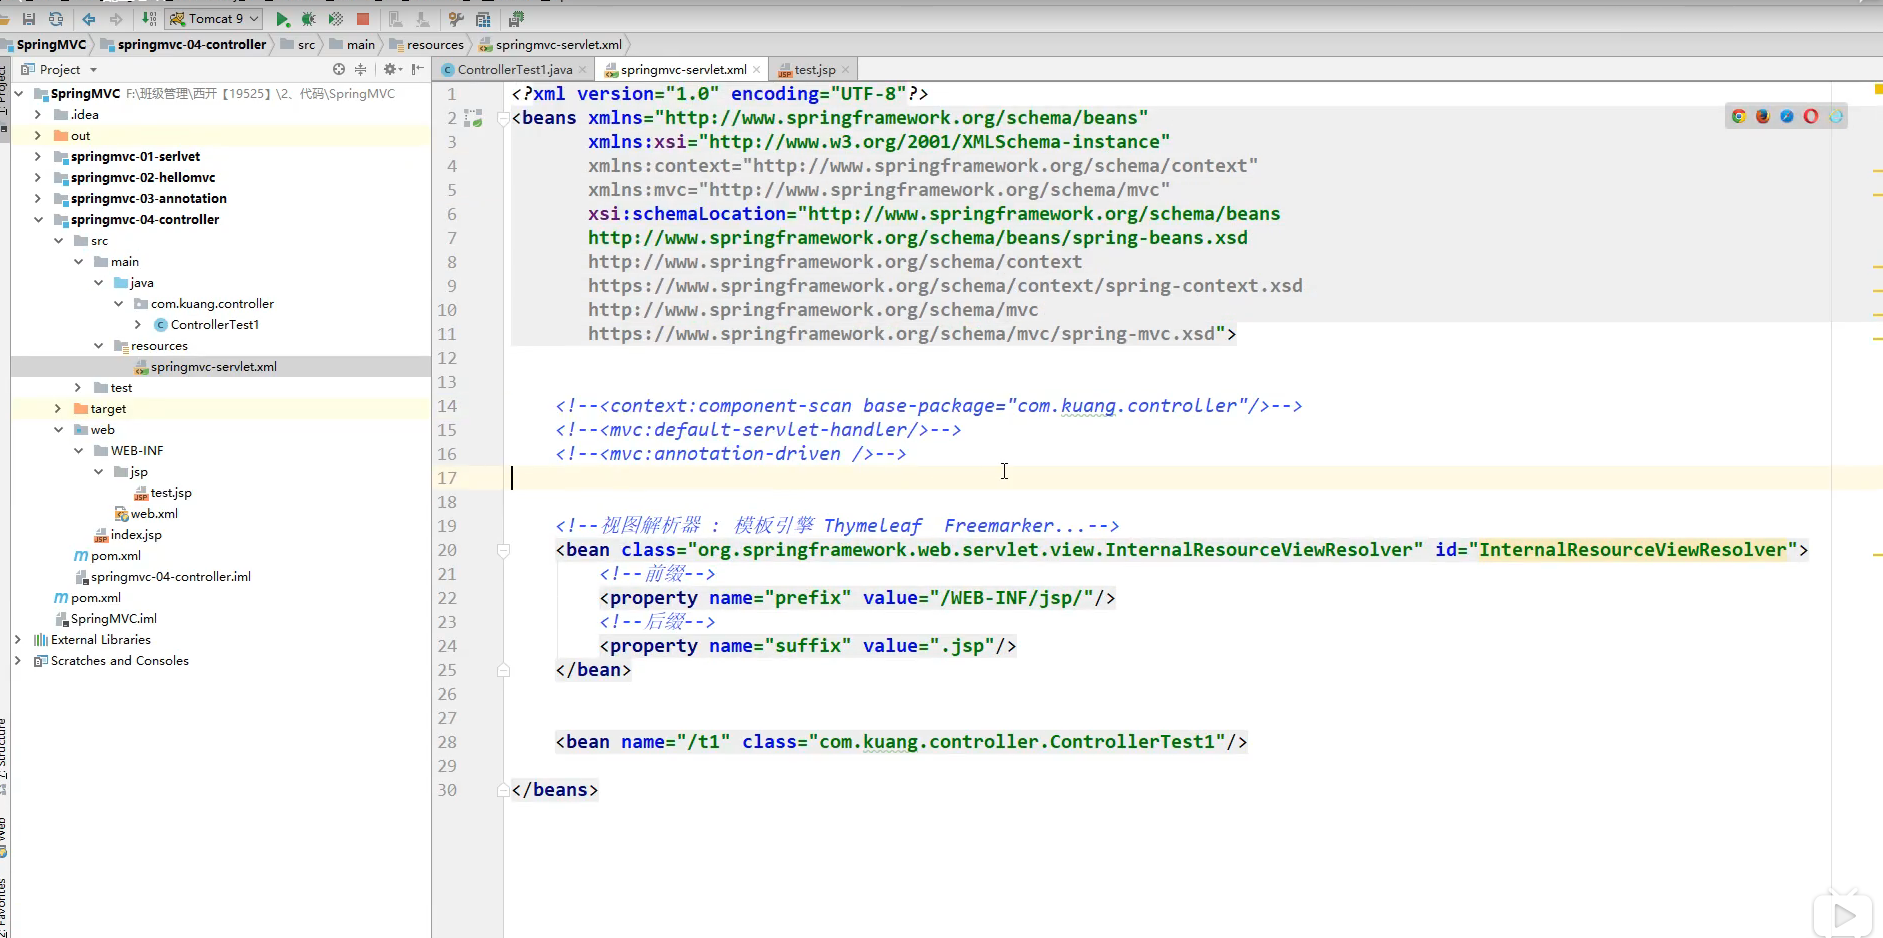 Tomcat 9
SpringMVC springmvc-04-controller src main resources springmvc-servlet.xml
Project
ControllerTest1.java springmvc-servlet.xml test.jsp
SpringMVC F:\班级管理\西开【19525】\2、代码\SpringMVC
.idea
out
springmvc-01-serlvet
springmvc-02-hellomvc
springmvc-03-annotation
springmvc-04-controller
src
main
java
com.kuang.controller
ControllerTest1
resources
springmvc-servlet.xml
test
target
web
WEB-INF
jsp
test.jsp
web.xml
index.jsp
pom.xml
springmvc-04-controller.iml
pom.xml
SpringMVC.iml
External Libraries
Scratches and Consoles
1 <?xml version="1.0" encoding="UTF-8"?>
2 <beans xmlns="http://www.springframework.org/schema/beans"
3 xmlns:xsi="http://www.w3.org/2001/XMLSchema-instance"
4 xmlns:context="http://www.springframework.org/schema/context"
5 xmlns:mvc="http://www.springframework.org/schema/mvc"
6 xsi:schemaLocation="http://www.springframework.org/schema/beans
7 http://www.springframework.org/schema/beans/spring-beans.xsd
8 http://www.springframework.org/schema/context
9 https://www.springframework.org/schema/context/spring-context.xsd
10 http://www.springframework.org/schema/mvc
11 https://www.springframework.org/schema/mvc/spring-mvc.xsd">
12
13
14 <!--<context:component-scan base-package="com.kuang.controller"/>-->
15 <!--<mvc:default-servlet-handler/>-->
16 <!--<mvc:annotation-driven />-->
17
18
19 <!--视图解析器 : 模板引擎 Thymeleaf Freemarker...-->
20 <bean class="org.springframework.web.servlet.view.InternalResourceViewResolver" id="InternalResourceViewResolver">
21 <!--前缀-->
22 <property name="prefix" value="/WEB-INF/jsp/"/>
23 <!--后缀-->
24 <property name="suffix" value=".jsp"/>
25 </bean>
26
27
28 <bean name="/t1" class="com.kuang.controller.ControllerTest1"/>
29
30 </beans>